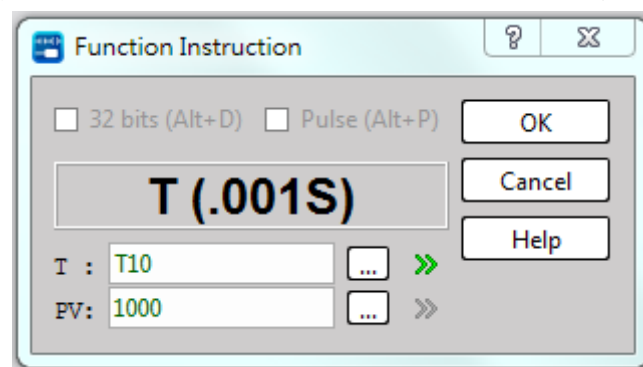 Function Instruction
32 bits (Alt+D) Pulse (Alt+P)
OK
T (.001S)
Cancel
Help
T : T10 ...
PV: 1000 ...